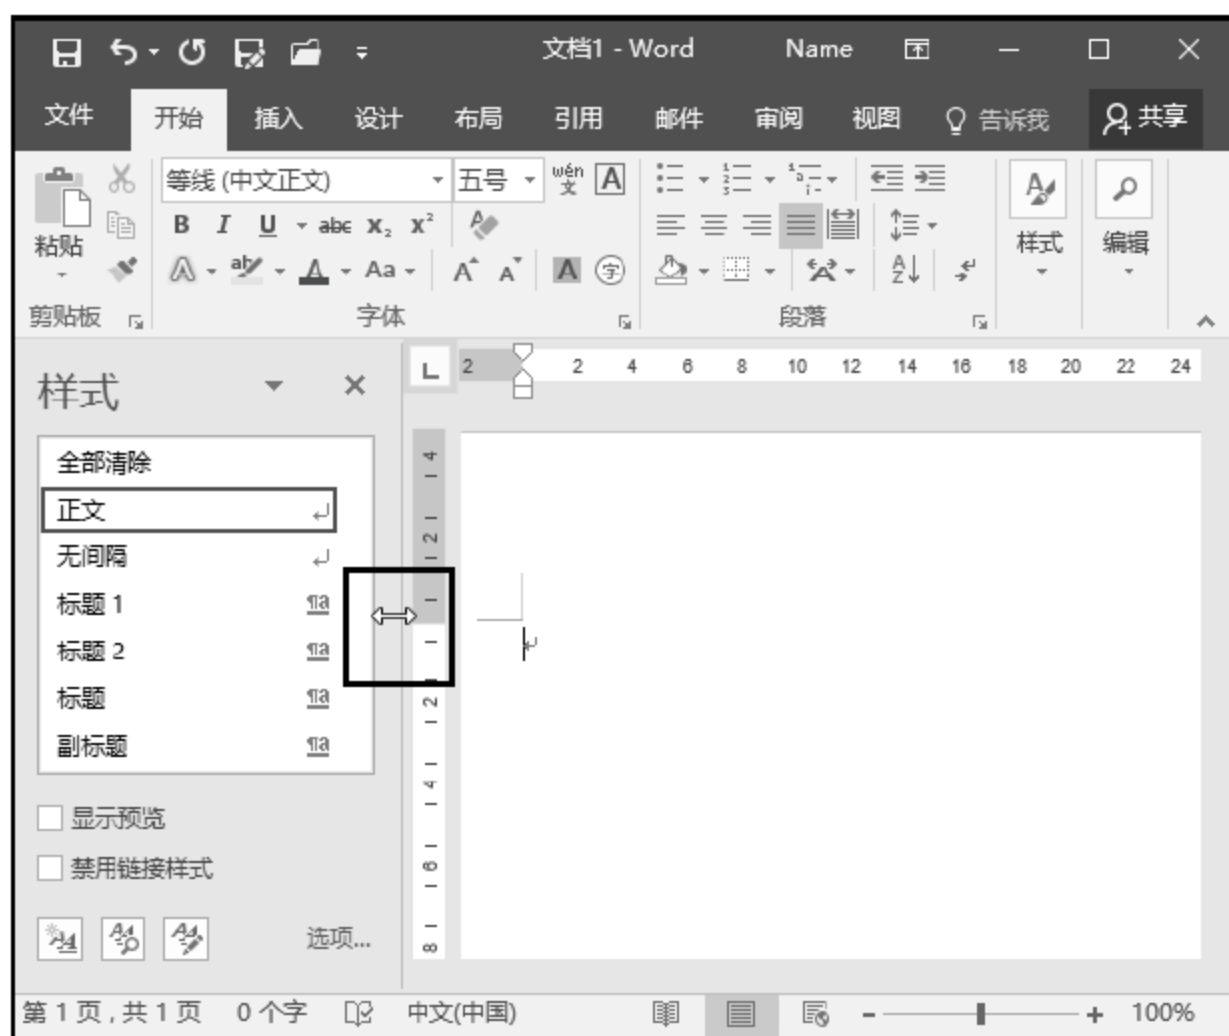 文档1 - Word Name
文件 开始 插入 设计 布局 引用 邮件 审阅 视图 告诉我 共享
等线 (中文正文) 五号 wén 文 A
粘贴 B I U abc X₂ X² 样式 编辑
A aby A Aa A A A 字 A Z
剪贴板 字体 段落
样式
L 2 2 4 6 8 10 12 14 16 18 20 22 24
全部清除
正文
无间隔
标题 1
标题 2
标题
副标题
显示预览
禁用链接样式
选项...
4
2
2
4
6
8
第 1 页 , 共 1 页 0 个字 中文(中国) 100%